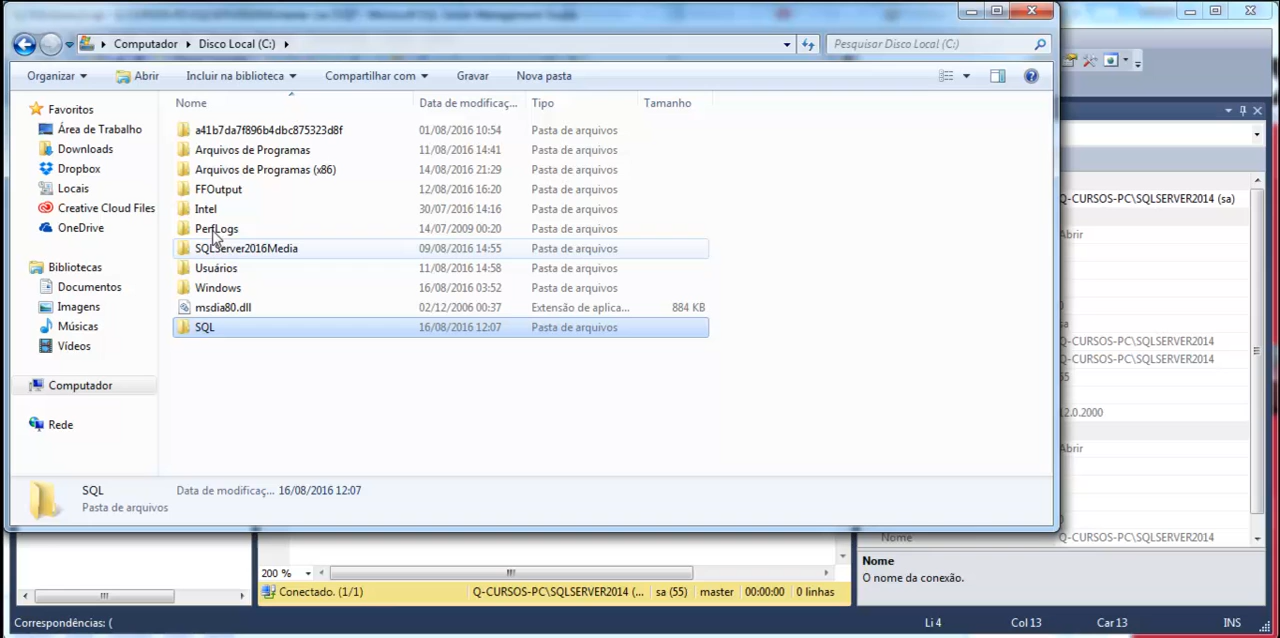 Computador
Disco Local (C:)
Pesquisar Disco Local (C:)
Organizar
Abrir
Incluir na biblioteca
Compartilhar com
Gravar
Nova pasta
Favoritos
Área de Trabalho
Downloads
Dropbox
Locais
Creative Cloud Files
OneDrive
Bibliotecas
Documentos
Imagens
Músicas
Vídeos
Computador
Rede
Nome Data de modificaç... Tipo Tamanho
a41b7da7f896b4dbc875323d8f 01/08/2016 10:54 Pasta de arquivos
Arquivos de Programas 11/08/2016 14:41 Pasta de arquivos
Arquivos de Programas (x86) 14/08/2016 21:29 Pasta de arquivos
FFOutput 12/08/2016 16:20 Pasta de arquivos
Intel 30/07/2016 14:16 Pasta de arquivos
PerfLogs 14/07/2009 00:20 Pasta de arquivos
SQLServer2016Media 09/08/2016 14:55 Pasta de arquivos
Usuários 11/08/2016 14:58 Pasta de arquivos
Windows 16/08/2016 03:52 Pasta de arquivos
msdia80.dll 02/12/2006 00:37 Extensão de aplica... 884 KB
SQL 16/08/2016 12:07 Pasta de arquivos
SQL Data de modificaç... 16/08/2016 12:07
Pasta de arquivos
Q-CURSOS-PC\SQLSERVER2014 (sa)
Abrir
sa
Q-CURSOS-PC\SQLSERVER2014
Q-CURSOS-PC\SQLSERVER2014
55
12.0.2000
Abrir
Nome Q-CURSOS-PC\SQLSERVER2014
Nome
O nome da conexão.
200 %
Conectado. (1/1) Q-CURSOS-PC\SQLSERVER2014 (... sa (55) master 00:00:00 0 linhas
Correspondências: ( Li 4 Col 13 Car 13 INS